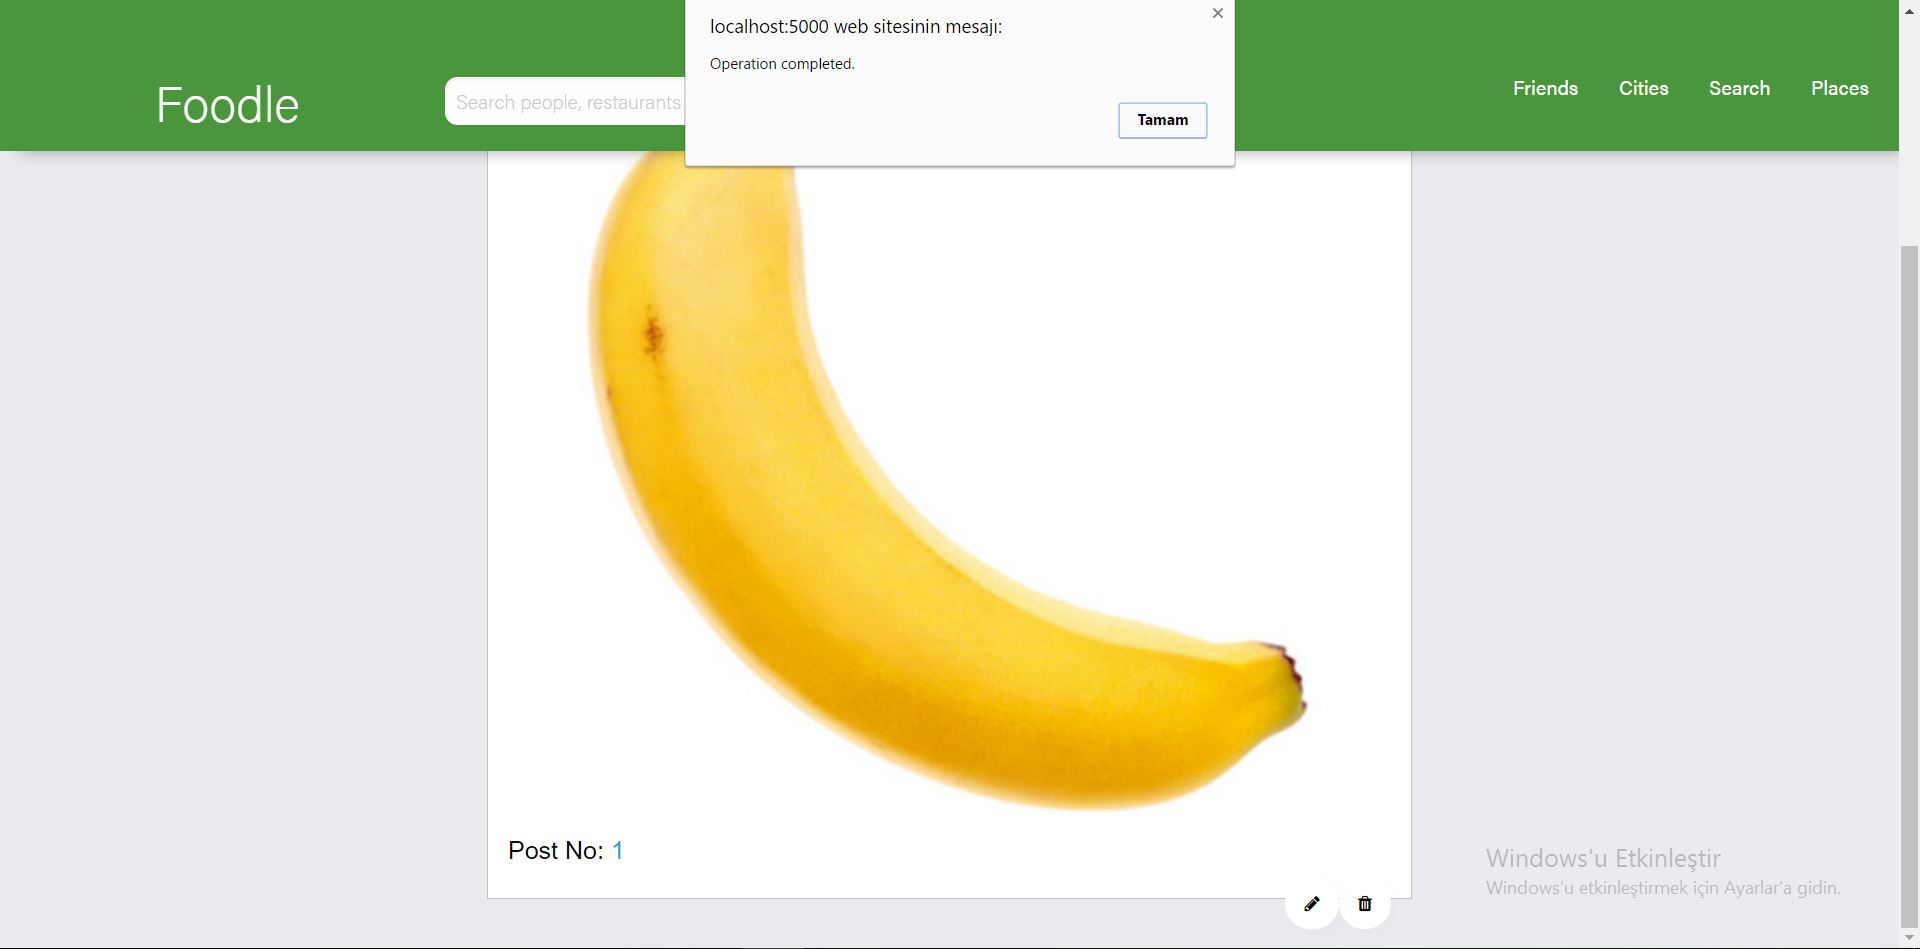 localhost:5000 web sitesinin mesajı:
Operation completed.
Tamam
Foodle
Search people, restaurants
Friends
Cities
Search
Places
Post No: 1
Windows'u Etkinleştir
Windows'u etkinleştirmek için Ayarlar'a gidin.